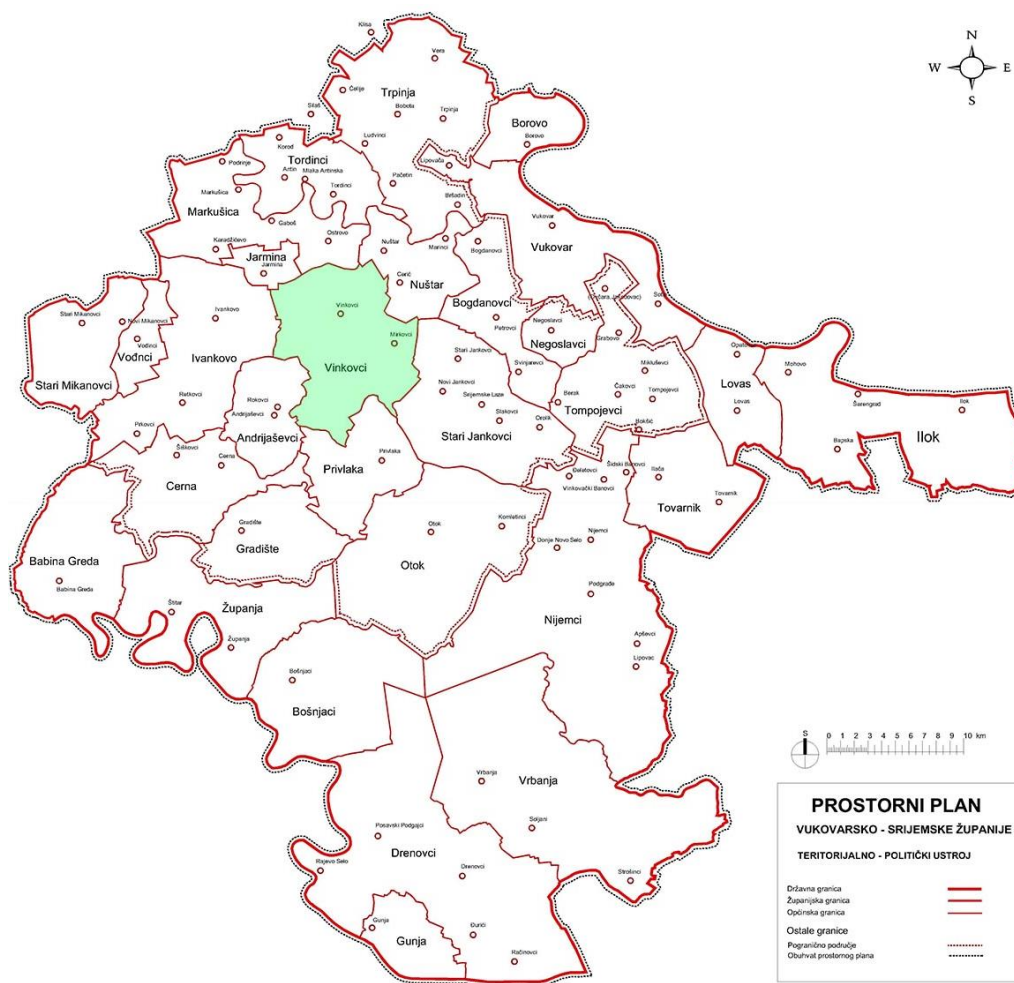 Klisa
Vera
N
W E
S
Čelije
Trpinja
Bobota
Trpinja
Silaš
Borovo
Borovo
Ludvinci
Korođ
Tordinci
Lipovača
Podrinje
Antin
Mlaka Antinska
Pačetin
Markušica
Tordinci
Bršadin
Markušica
Gaboš
Vukovar
Vukovar
Ostrovo
Marinci
Bogdanovci
Karadžićevo
Nuštar
Jarmina
Jarmina
Cerić
Nuštar
Bogdanovci
Sotin
Stari Mikanovci
Novi Mikanovci
Ivankovo
Vinkovci
Petrovci
Negoslavci
Negoslavci
Grabovo
Vođinci
Vođnci
Mirkovci
Ivankovo
Vinkovci
Stari Jankovci
Svinjarevci
Mikluševci
Opatovac
Mohovo
Stari Mikanovci
Novi Jankovci
Srijemske Laze
Berak
Čakovci
Tompojevci
Lovas
Lovas
Šarengrad
Ilok
Retkovci
Rokovci
Andrijaševci
Slakovci
Tompojevci
Orolik
Bokšić
Ilok
Prkovci
Andrijaševci
Stari Jankovci
Bapska
Šiškovci
Cerna
Cerna
Privlaka
Privlaka
Đeletovci
Šidski Banovci
Ilača
Vinkovački Banovci
Tovarnik
Tovarnik
Gradište
Gradište
Otok
Komletinci
Nijemci
Donje Novo Selo
Babina Greda
Babina Greda
Otok
Podgrađe
Štitar
Županja
Županja
Nijemci
Apševci
Lipovac
Bošnjaci
Bošnjaci
S
0 1 2 3 4 5 6 7 8 9 10 km
Vrbanja
Vrbanja
PROSTORNI PLAN
VUKOVARSKO - SRIJEMSKE ŽUPANIJE
TERITORIJALNO - POLITIČKI USTROJ
Soljani
Posavski Podgajci
Drenovci
Rajevo Selo
Drenovci
Strošinci
Državna granica
Županijska granica
Općinska granica
Ostale granice
Pogranično područje
Obuhvat prostornog plana
Gunja
Gunja
Đurići
Račinovci